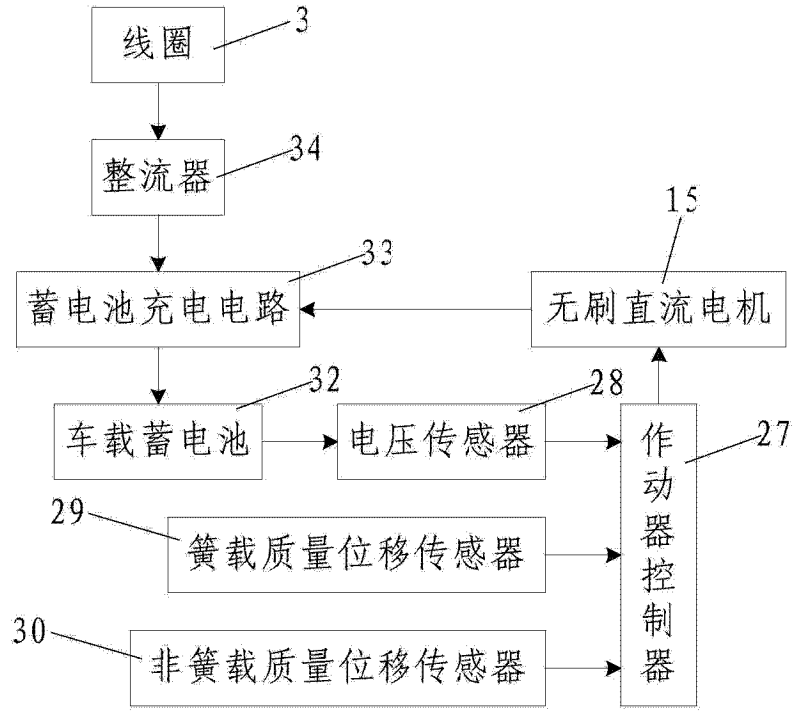 线圈
3
整流器
34
蓄电池充电电路
33
无刷直流电机
15
车载蓄电池
32
电压传感器
28
作动器控制器
27
簧载质量位移传感器
29
非簧载质量位移传感器
30